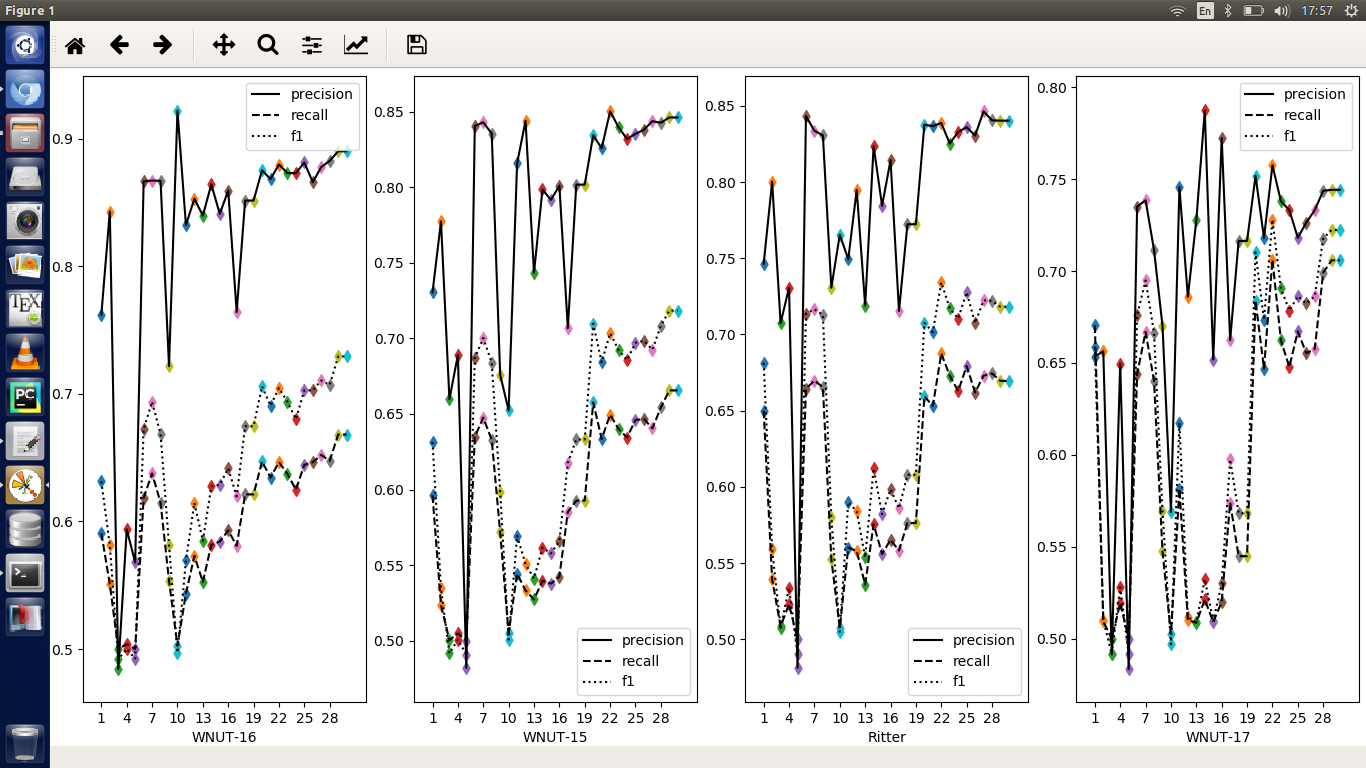 Figure 1
En
17:57
precision
recall
f1
0.9
0.8
0.7
0.6
0.5
1 4 7 10 13 16 19 22 25 28
WNUT-16
0.85
0.80
0.75
0.70
0.65
0.60
0.55
0.50
precision
recall
f1
1 4 7 10 13 16 19 22 25 28
WNUT-15
0.85
0.80
0.75
0.70
0.65
0.60
0.55
0.50
precision
recall
f1
1 4 7 10 13 16 19 22 25 28
Ritter
precision
recall
f1
0.80
0.75
0.70
0.65
0.60
0.55
0.50
1 4 7 10 13 16 19 22 25 28
WNUT-17
TEX
PC
>_